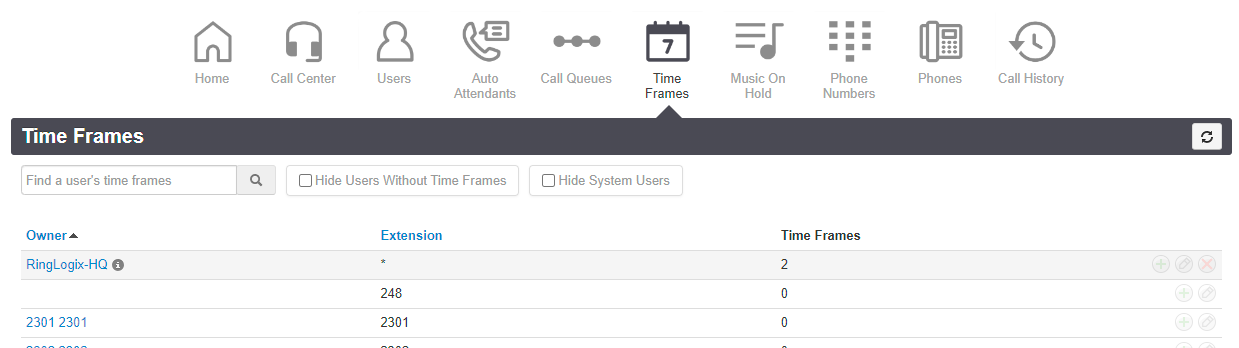 7
Home
Call Center
Users
Auto
Attendants
Call Queues
Time
Frames
Music On
Hold
Phone
Numbers
Phones
Call History
Time Frames
Find a user's time frames
Hide Users Without Time Frames
Hide System Users
Owner Extension Time Frames
RingLogix-HQ * 2
248 0
2301 2301 2301 0